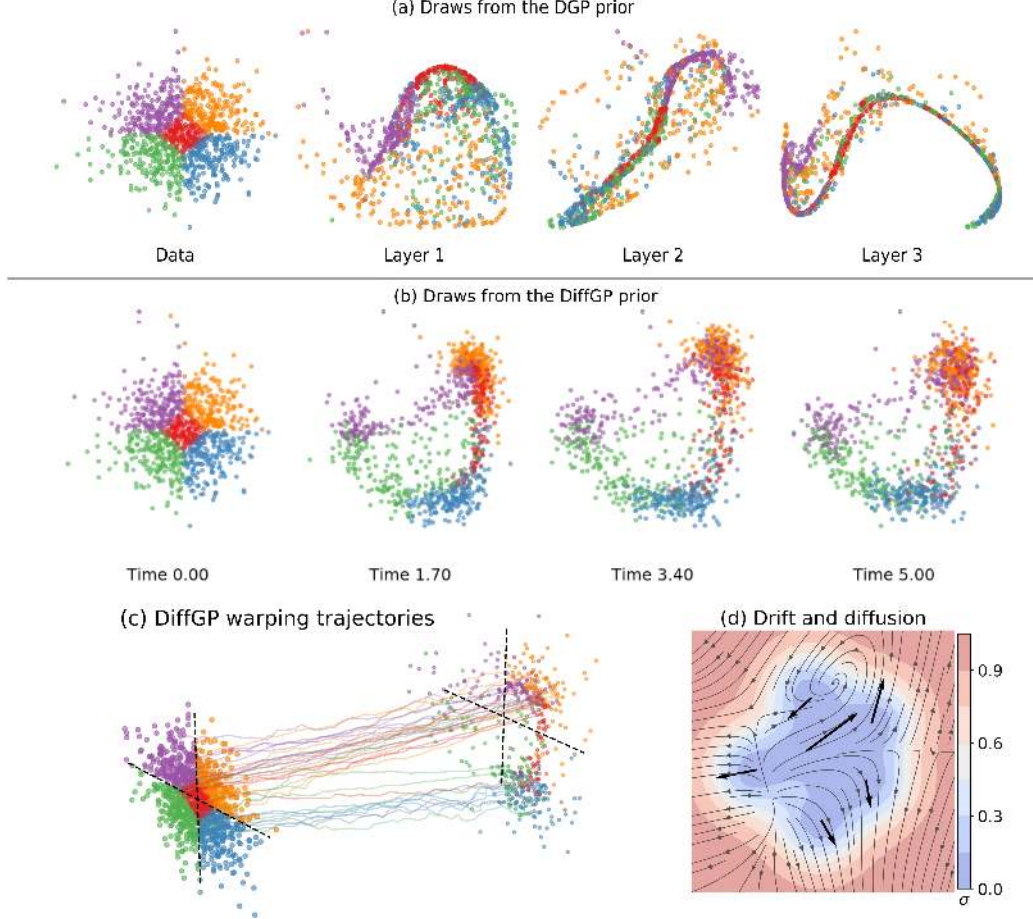 (a) Draws from the DGP prior
Data
Layer 1
Layer 2
Layer 3
(b) Draws from the DiffGP prior
Time 0.00
Time 1.70
Time 3.40
Time 5.00
(c) DiffGP warping trajectories
(d) Drift and diffusion
0.9
0.6
0.3
0.0
σ